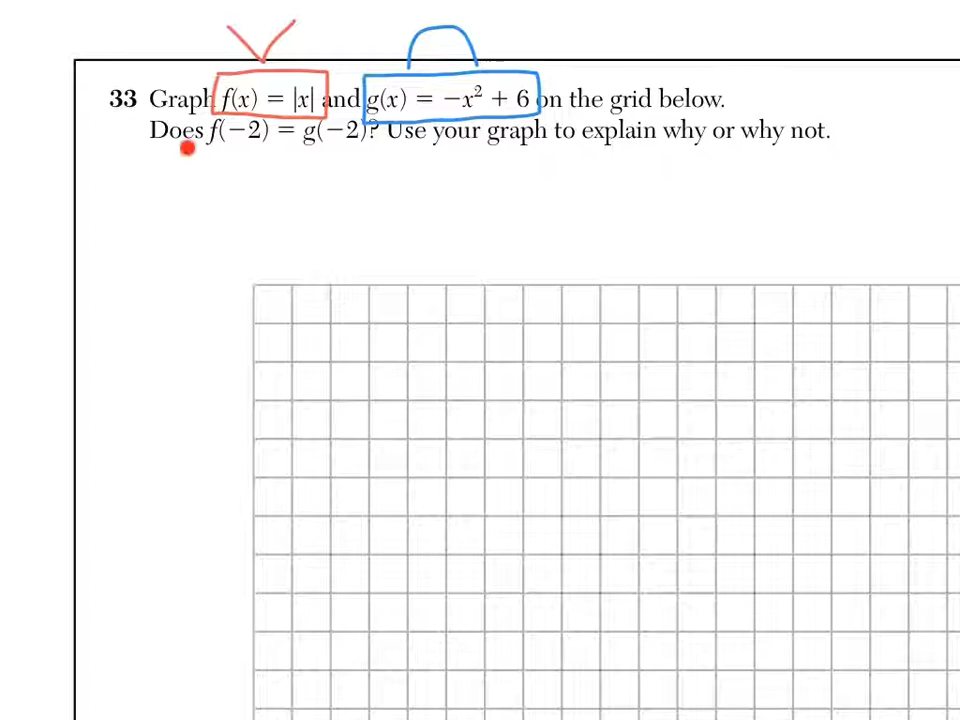 33 Graph f(x) = |x| and g(x) = −x² + 6 on the grid below.
Does f(−2) = g(−2)? Use your graph to explain why or why not.